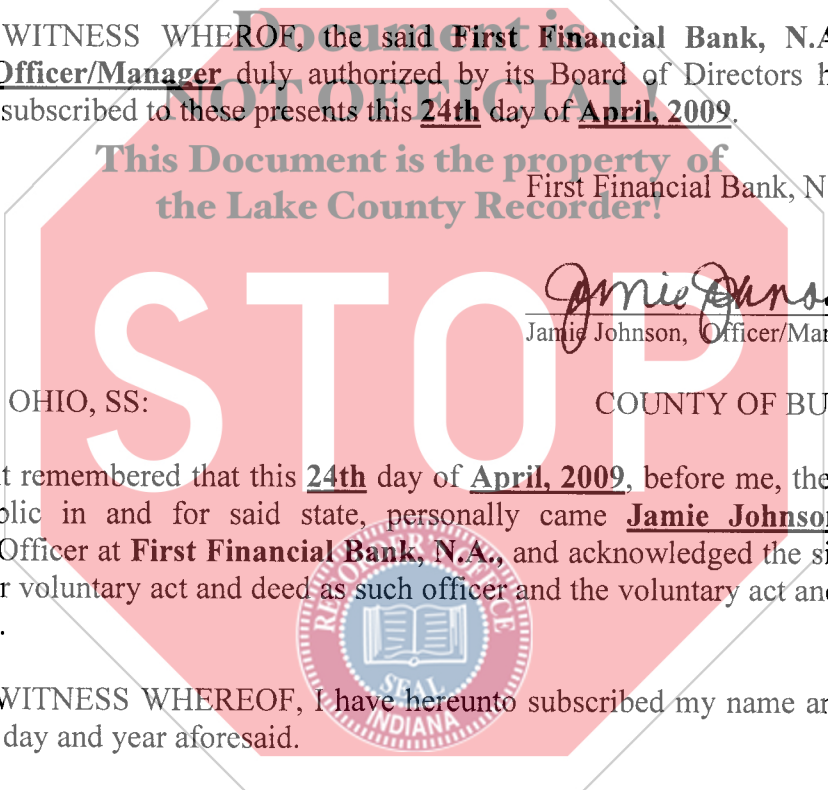 Document is
WITNESS WHEROF, the said First Financial Bank, N.A
Officer/Manager duly authorized by its Board of Directors h
NOT OFFICIAL!
subscribed to these presents this 24th day of April, 2009.
This Document is the property of
First Financial Bank, N
the Lake County Recorder!
STOP
Jamie Johnso
Jamie Johnson, Officer/Man
OHIO, SS: COUNTY OF BU
t remembered that this 24th day of April, 2009, before me, the
blic in and for said state, personally came Jamie Johnson
Officer at First Financial Bank, N.A., and acknowledged the si
r voluntary act and deed as such officer and the voluntary act and
.
RECORDER'S OFFICE
SEAL
INDIANA
WITNESS WHEREOF, I have hereunto subscribed my name an
day and year aforesaid.